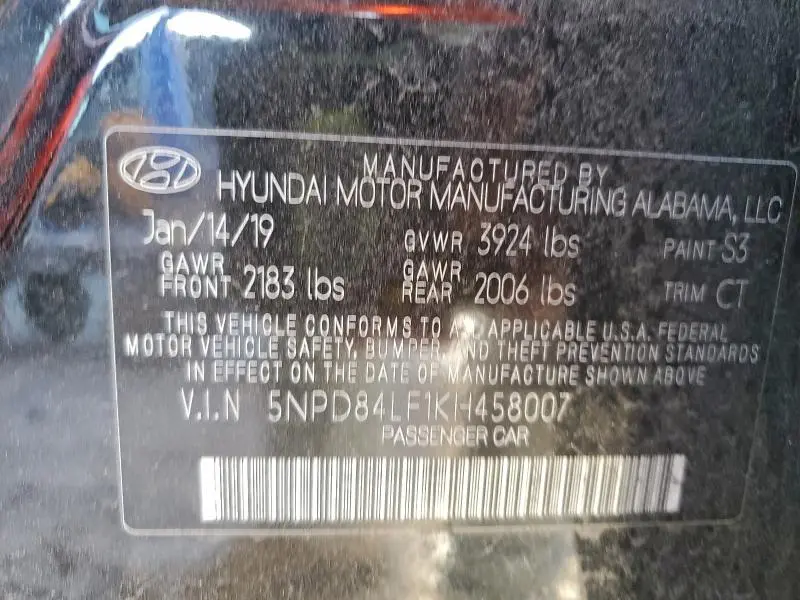 MANUFACTURED BY
HYUNDAI MOTOR MANUFACTURING ALABAMA, LLC
Jan/14/19 GVWR 3924 lbs PAINT S3
GAWR FRONT 2183 lbs GAWR REAR 2006 lbs TRIM CT
THIS VEHICLE CONFORMS TO ALL APPLICABLE U.S.A. FEDERAL
MOTOR VEHICLE SAFETY, BUMPER, AND THEFT PREVENTION STANDARDS
IN EFFECT ON THE DATE OF MANUFACTURE SHOWN ABOVE
V.I.N 5NPD84LF1KH458007
PASSENGER CAR